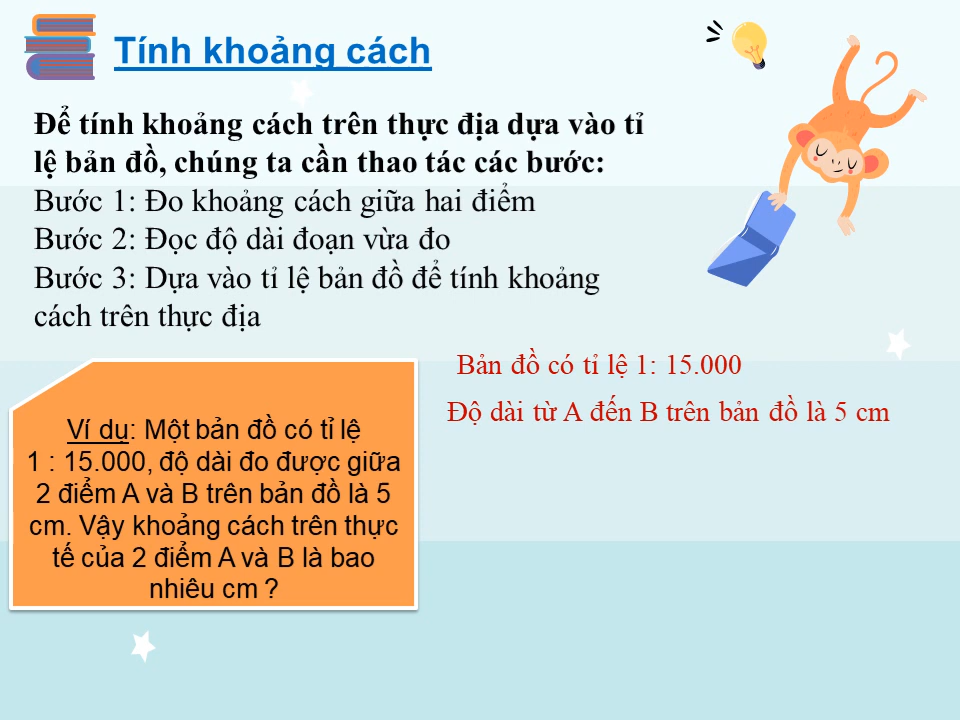 Tính khoảng cách
Để tính khoảng cách trên thực địa dựa vào tỉ
lệ bản đồ, chúng ta cần thao tác các bước:
Bước 1: Đo khoảng cách giữa hai điểm
Bước 2: Đọc độ dài đoạn vừa đo
Bước 3: Dựa vào tỉ lệ bản đồ để tính khoảng
cách trên thực địa
Ví dụ: Một bản đồ có tỉ lệ
1 : 15.000, độ dài đo được giữa
2 điểm A và B trên bản đồ là 5
cm. Vậy khoảng cách trên thực
tế của 2 điểm A và B là bao
nhiêu cm ?
Bản đồ có tỉ lệ 1: 15.000
Độ dài từ A đến B trên bản đồ là 5 cm